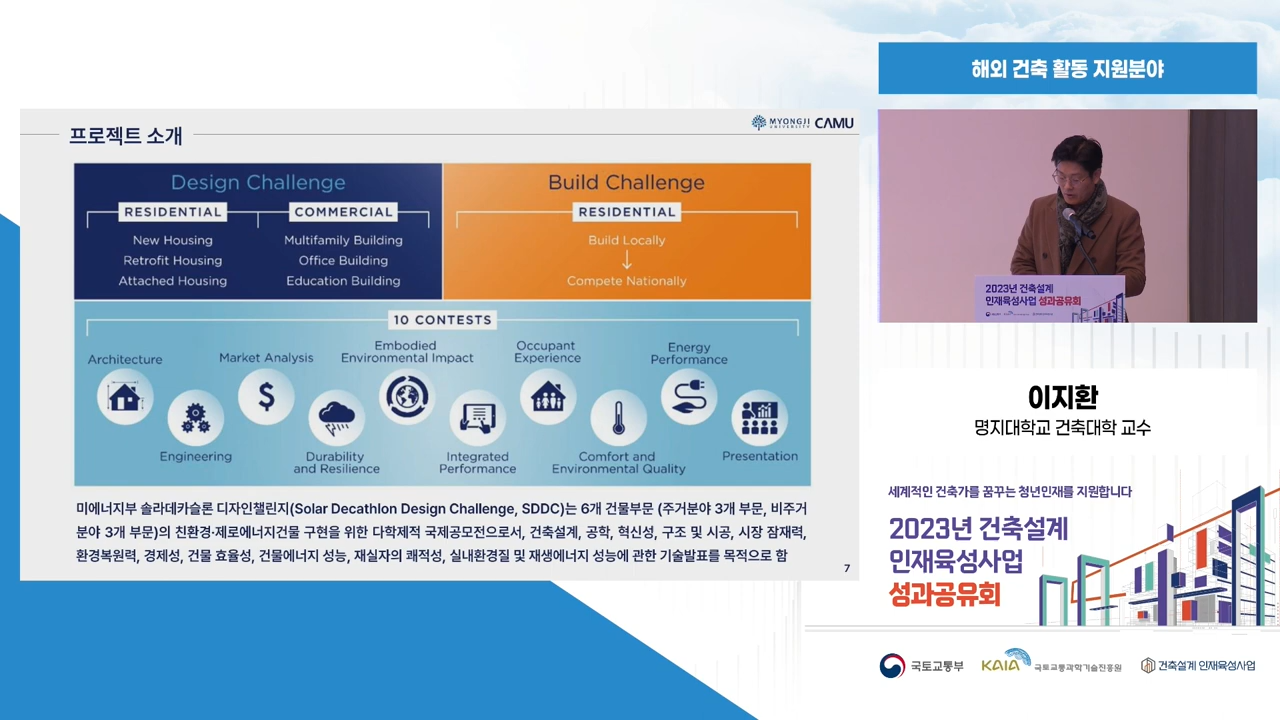 해외 건축 활동 지원분야
프로젝트 소개
MYONGJI
UNIVERSITY
CAMU
Design Challenge
RESIDENTIAL
COMMERCIAL
New Housing
Retrofit Housing
Attached Housing
Multifamily Building
Office Building
Education Building
Build Challenge
RESIDENTIAL
Build Locally
Compete Nationally
10 CONTESTS
Architecture
Engineering
Market Analysis
Durability
and Resilience
Embodied
Environmental Impact
Integrated
Performance
Occupant
Experience
Comfort and
Environmental Quality
Energy
Performance
Presentation
미에너지부 솔라데카슬론 디자인챌린지(Solar Decathlon Design Challenge, SDDC)는 6개 건물부문 (주거분야 3개 부문, 비주거
분야 3개 부문)의 친환경·제로에너지건물 구현을 위한 다학제적 국제공모전으로서, 건축설계, 공학, 혁신성, 구조 및 시공, 시장 잠재력,
환경복원력, 경제성, 건물 효율성, 건물에너지 성능, 재실자의 쾌적성, 실내환경질 및 재생에너지 성능에 관한 기술발표를 목적으로 함
7
2023년 건축설계
인재육성사업 성과공유회
이지환
명지대학교 건축대학 교수
세계적인 건축가를 꿈꾸는 청년인재를 지원합니다
2023년 건축설계
인재육성사업
성과공유회
국토교통부
KAIA 국토교통과학기술진흥원
건축설계 인재육성사업